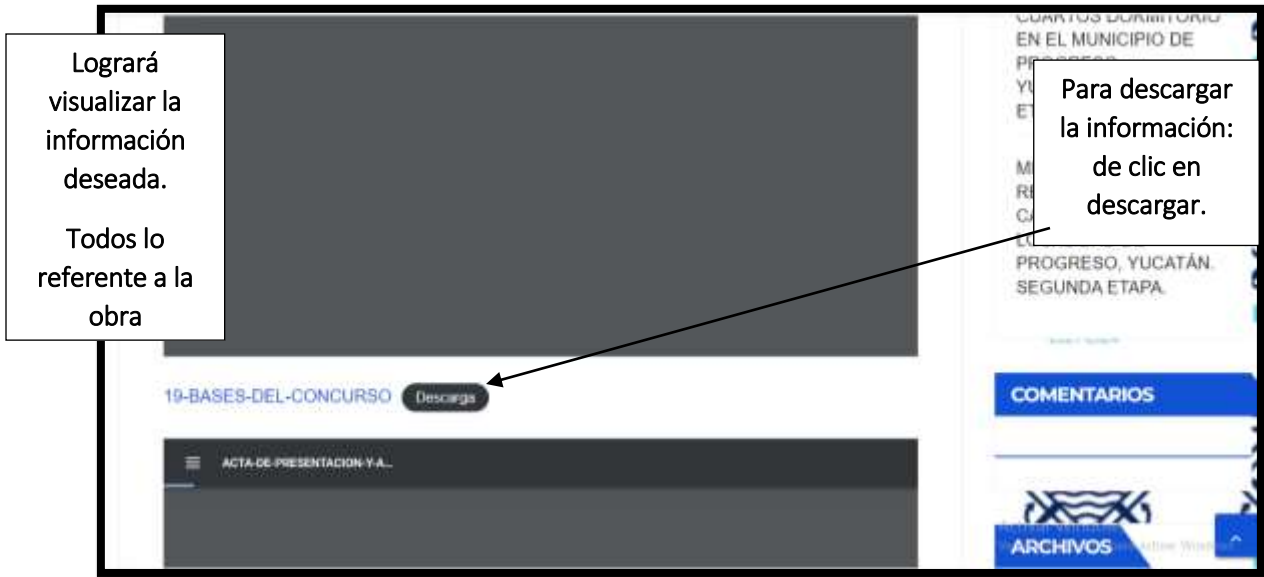 Logrará
visualizar la
información
deseada.
Todos lo
referente a la
obra
EN EL MUNICIPIO DE
Para descargar
la información:
de clic en
descargar.
PROGRESO, YUCATÁN.
SEGUNDA ETAPA.
19-BASES-DEL-CONCURSO Descarga
COMENTARIOS
ACTA-DE-PRESENTACION-Y-A...
ARCHIVOS